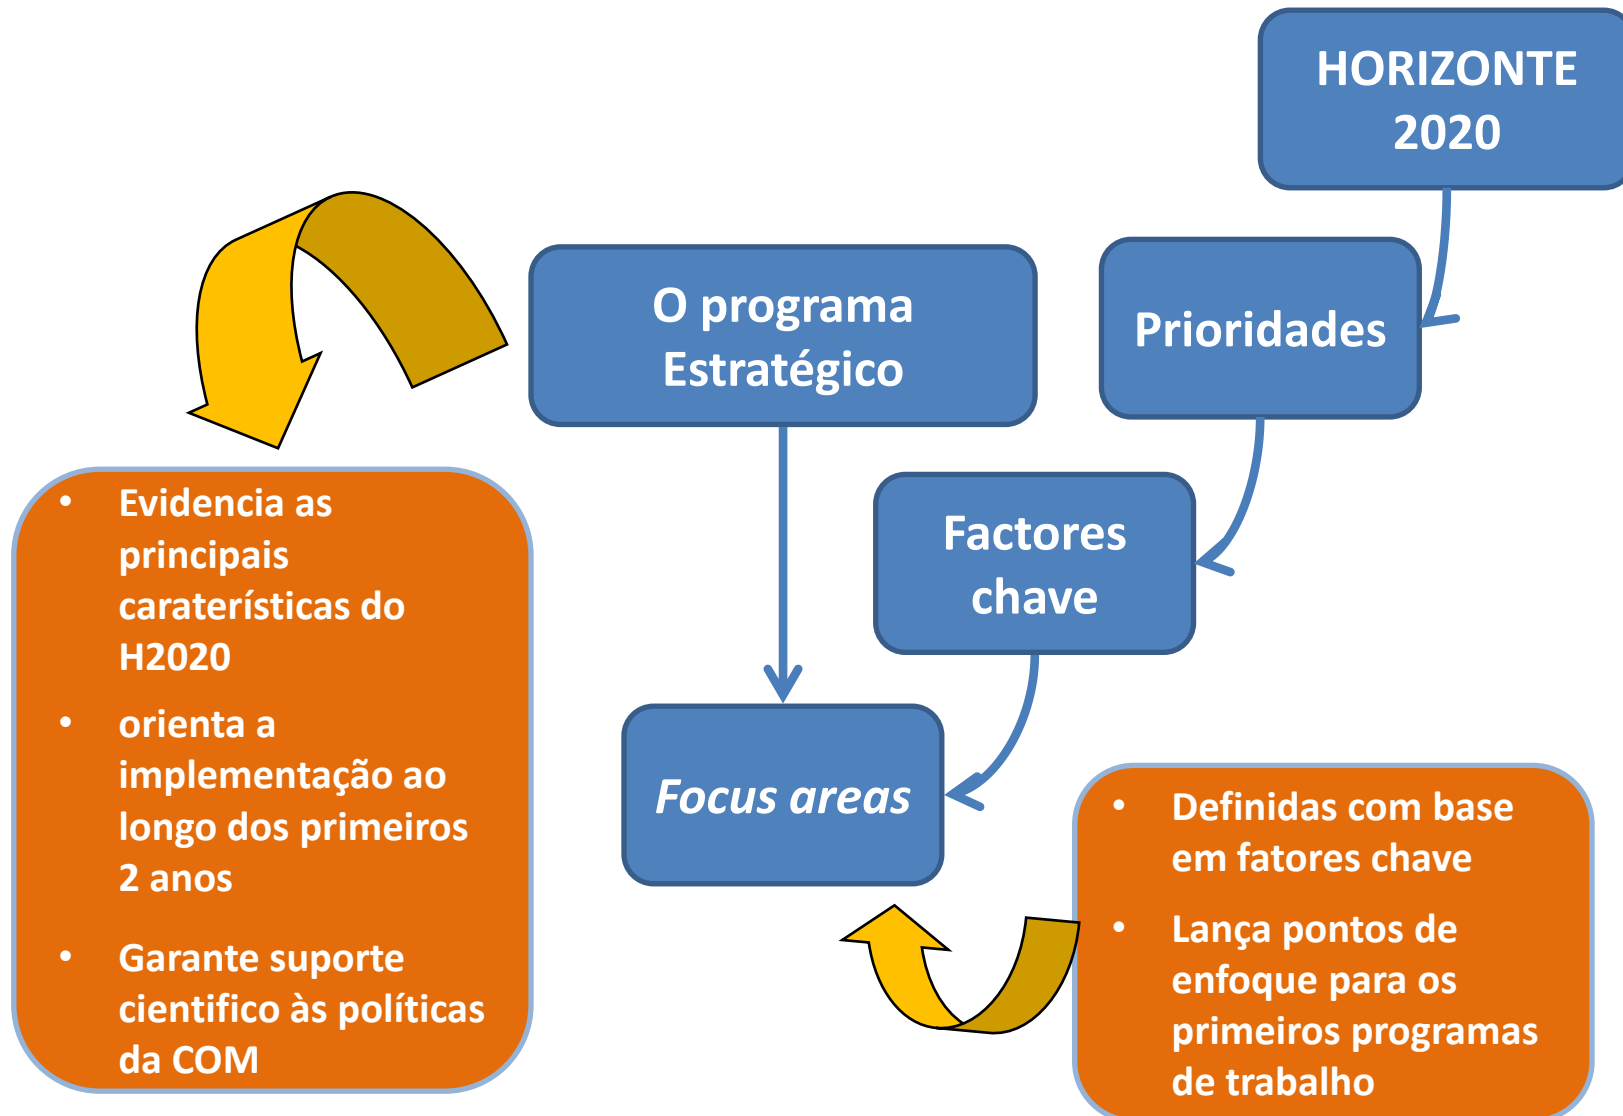 HORIZONTE
2020
O programa
Estratégico
Prioridades
Factores
chave
Focus areas
• Evidencia as
principais
caraterísticas do
H2020
• orienta a
implementação ao
longo dos primeiros
2 anos
• Garante suporte
cientifico às políticas
da COM
• Definidas com base
em fatores chave
• Lança pontos de
enfoque para os
primeiros programas
de trabalho